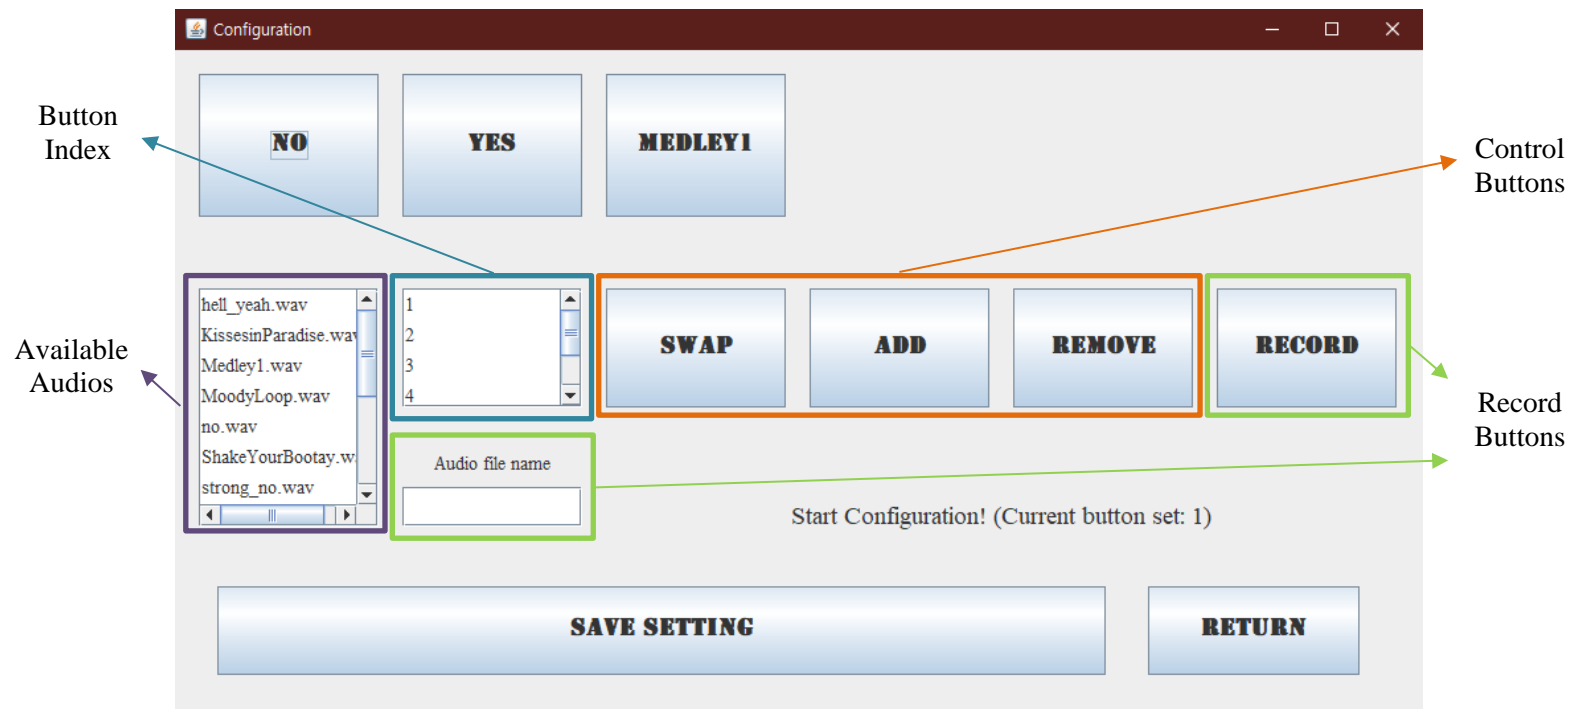 Configuration
Button
Index
NO
YES
MEDLEY1
Control
Buttons
Available
Audios
hell_yeah.wav
KissesinParadise.wav
Medley1.wav
MoodyLoop.wav
no.wav
ShakeYourBootay.w
strong_no.wav
1
2
3
4
SWAP
ADD
REMOVE
RECORD
Record
Buttons
Audio file name
Start Configuration! (Current button set: 1)
SAVE SETTING
RETURN